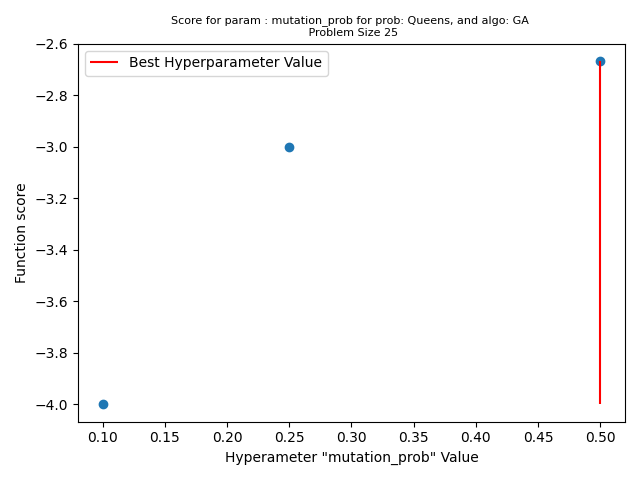 Score for param : mutation_prob for prob: Queens, and algo: GA
Problem Size 25
Best Hyperparameter Value
Function score
−2.6
−2.8
−3.0
−3.2
−3.4
−3.6
−3.8
−4.0
0.10 0.15 0.20 0.25 0.30 0.35 0.40 0.45 0.50
Hyperameter "mutation_prob" Value